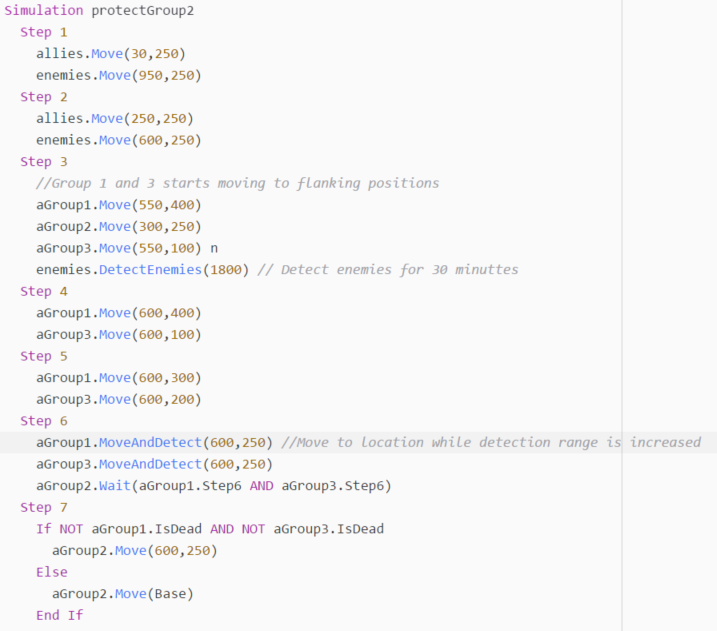 Simulation protectGroup2
Step 1
allies.Move(30,250)
enemies.Move(950,250)
Step 2
allies.Move(250,250)
enemies.Move(600,250)
Step 3
//Group 1 and 3 starts moving to flanking positions
aGroup1.Move(550,400)
aGroup2.Move(300,250)
aGroup3.Move(550,100) n
enemies.DetectEnemies(1800) // Detect enemies for 30 minuttes
Step 4
aGroup1.Move(600,400)
aGroup3.Move(600,100)
Step 5
aGroup1.Move(600,300)
aGroup3.Move(600,200)
Step 6
aGroup1.MoveAndDetect(600,250) //Move to location while detection range is increased
aGroup3.MoveAndDetect(600,250)
aGroup2.Wait(aGroup1.Step6 AND aGroup3.Step6)
Step 7
If NOT aGroup1.IsDead AND NOT aGroup3.IsDead
aGroup2.Move(600,250)
Else
aGroup2.Move(Base)
End If